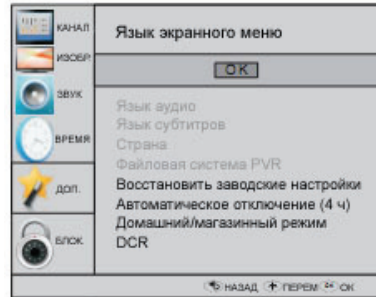 КАНАЛ
ИЗОБР.
ЗВУК
ВРЕМЯ
ДОП.
БЛОК.
Язык экранного меню
OK
Язык аудио
Язык субтитров
Страна
Файловая система PVR
Восстановить заводские настройки
Автоматическое отключение (4 ч)
Домашний/магазинный режим
DCR
НАЗАД ПЕРЕМ OK ОК